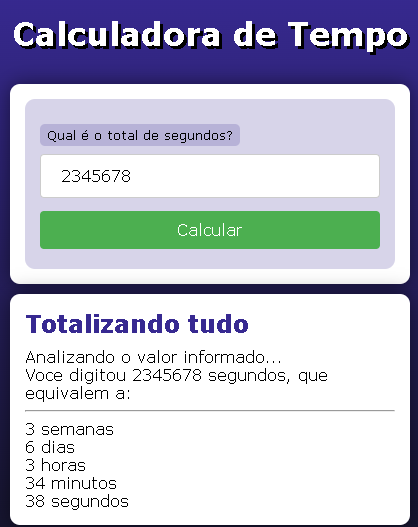 Calculadora de Tempo
Qual é o total de segundos?
2345678
Calcular
Totalizando tudo
Analizando o valor informado...
Voce digitou 2345678 segundos, que
equivalem a:
3 semanas
6 dias
3 horas
34 minutos
38 segundos